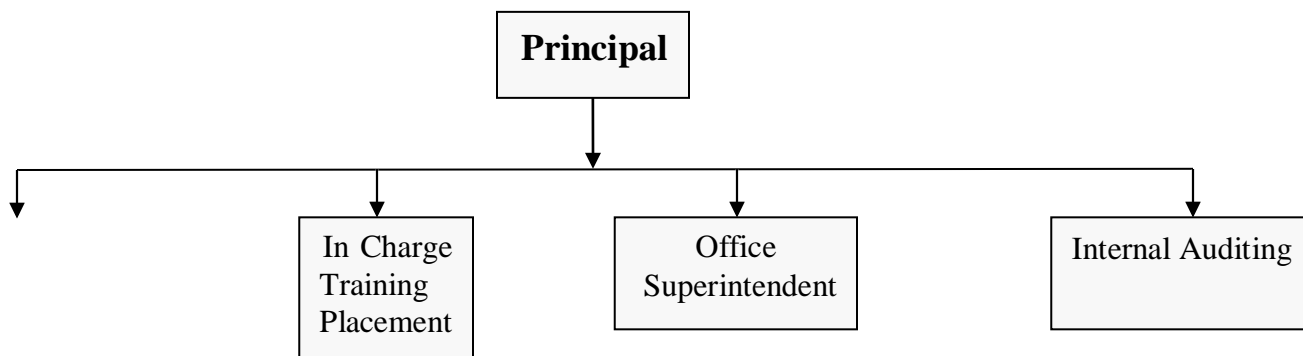 Principal
In Charge
Training
Placement
Office
Superintendent
Internal Auditing